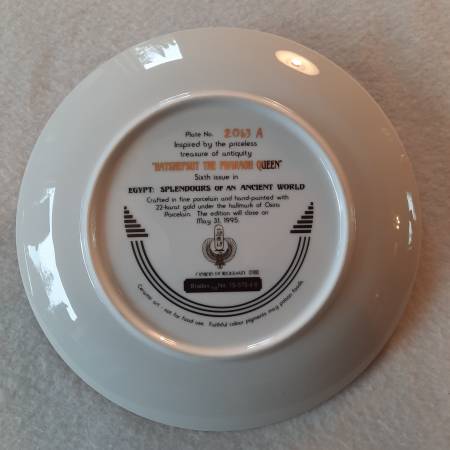 Plate No. 2063 A
Inspired by the priceless
treasure of antiquity
"HATSHEPSUT THE PHARAOH QUEEN"
Sixth issue in
EGYPT: SPLENDOURS OF AN ANCIENT WORLD
Crafted in fine porcelain and hand-painted with
22-karat gold under the hallmark of Osiris
Porcelain. The edition will close on
May 31, 1995.
Bradex No.
Ceramic art : not for food use. Faithful colour pigments may poison foods.